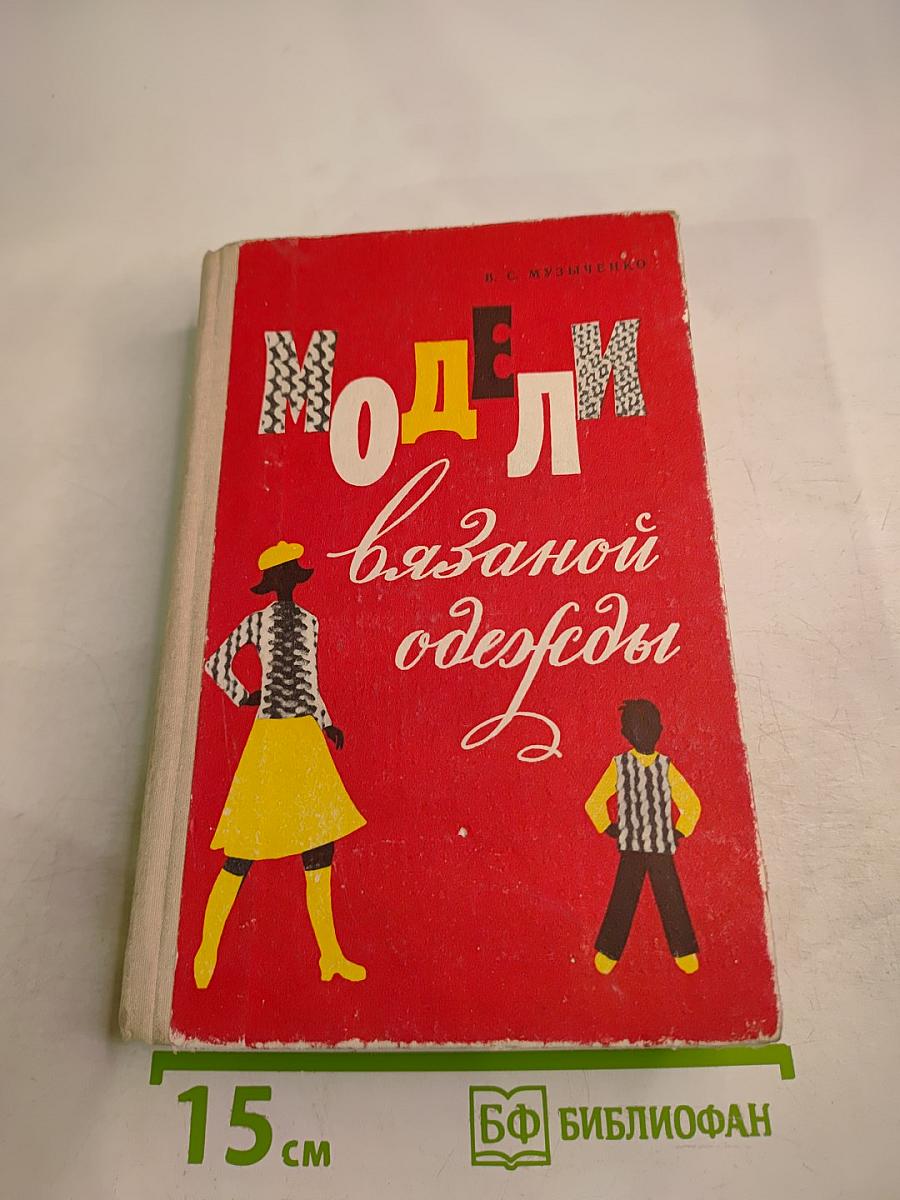 В. С. МУЗЫЧЕНКО
МОДЕЛИ
вязаной
одежды
15 см
БФ БИБЛИОФАН